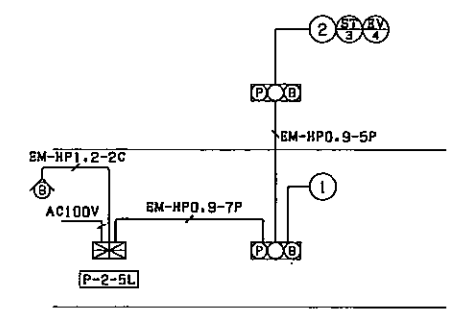 2 ST 3 EV 4
P B
EM-HP0.9-5P
EM-HP1.2-2C
B
1
AC100V
EM-HP0.9-7P
P B
P-2-5L